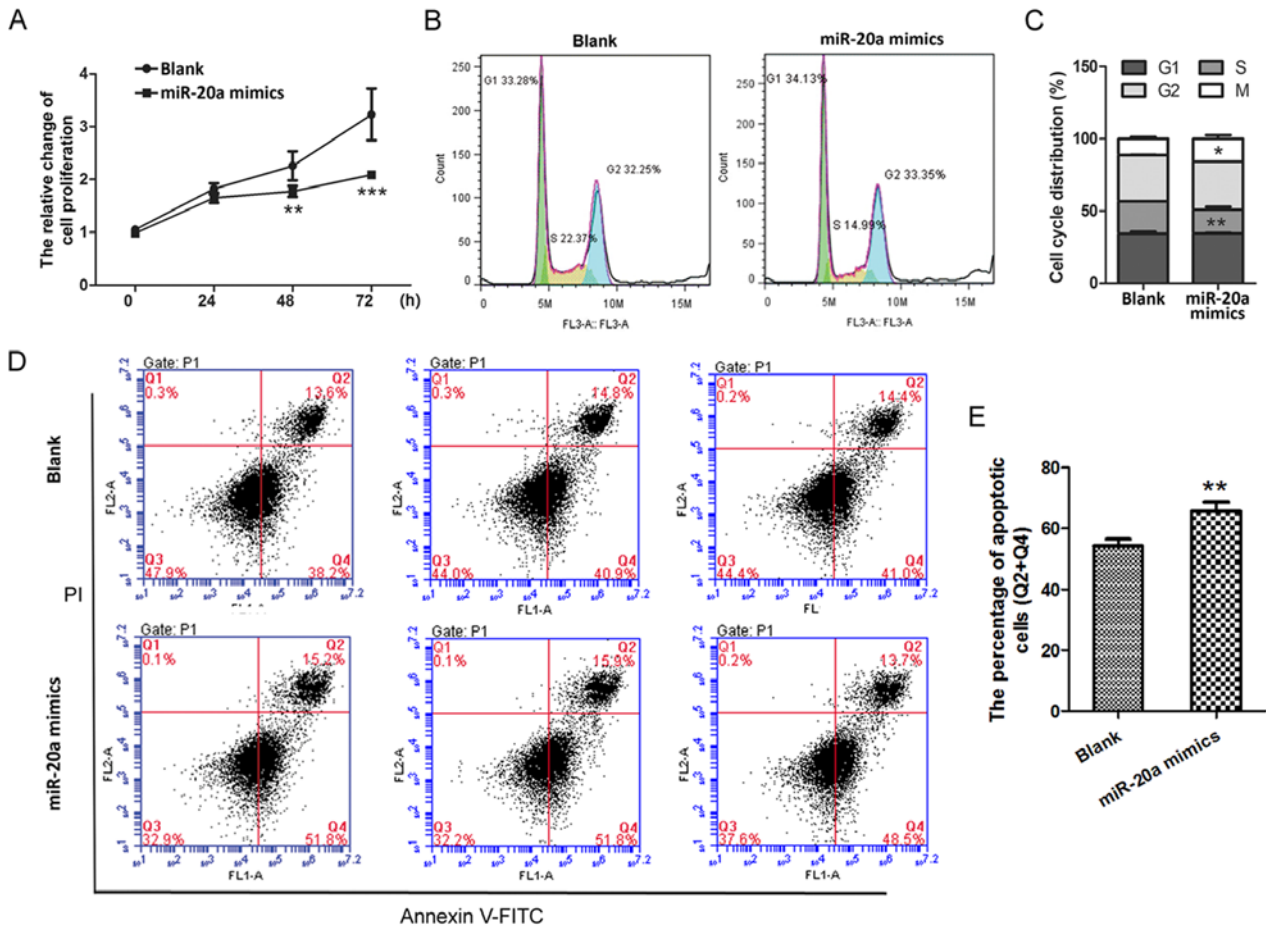 A
The relative change of
cell proliferation
4
3
2
1
0
Blank
miR-20a mimics
**
***
0
24
48
72
(h)
B
Blank
Count
250
200
150
100
50
0
G1 33.28%
G2 32.25%
S 22.37%
0
5M
10M
15M
FL3-A:: FL3-A
miR-20a mimics
Count
250
200
150
100
50
0
G1 34.13%
G2 33.35%
S 14.99%
0
5M
10M
15M
FL3-A:: FL3-A
C
Cell cycle distribution (%)
150
100
50
0
G1
S
G2
M
*
**
Blank
miR-20a
mimics
D
PI
Blank
Gate: P1
Q1
0.3%
Q2
13.6%
Q3
47.9%
Q4
38.2%
FL2-A
Gate: P1
Q1
0.3%
Q2
14.8%
Q3
44.0%
Q4
40.9%
FL2-A
FL1-A
Gate: P1
Q1
0.2%
Q2
14.4%
Q3
44.4%
Q4
41.0%
FL2-A
miR-20a mimics
Gate: P1
Q1
0.1%
Q2
15.2%
Q3
32.9%
Q4
51.8%
FL2-A
FL1-A
Gate: P1
Q1
0.1%
Q2
15.9%
Q3
32.2%
Q4
51.8%
FL2-A
FL1-A
Gate: P1
Q1
0.2%
Q2
13.7%
Q3
37.6%
Q4
48.5%
FL2-A
FL1-A
Annexin V-FITC
E
The percentage of apoptotic
cells (Q2+Q4)
80
60
40
20
0
**
Blank
miR-20a mimics